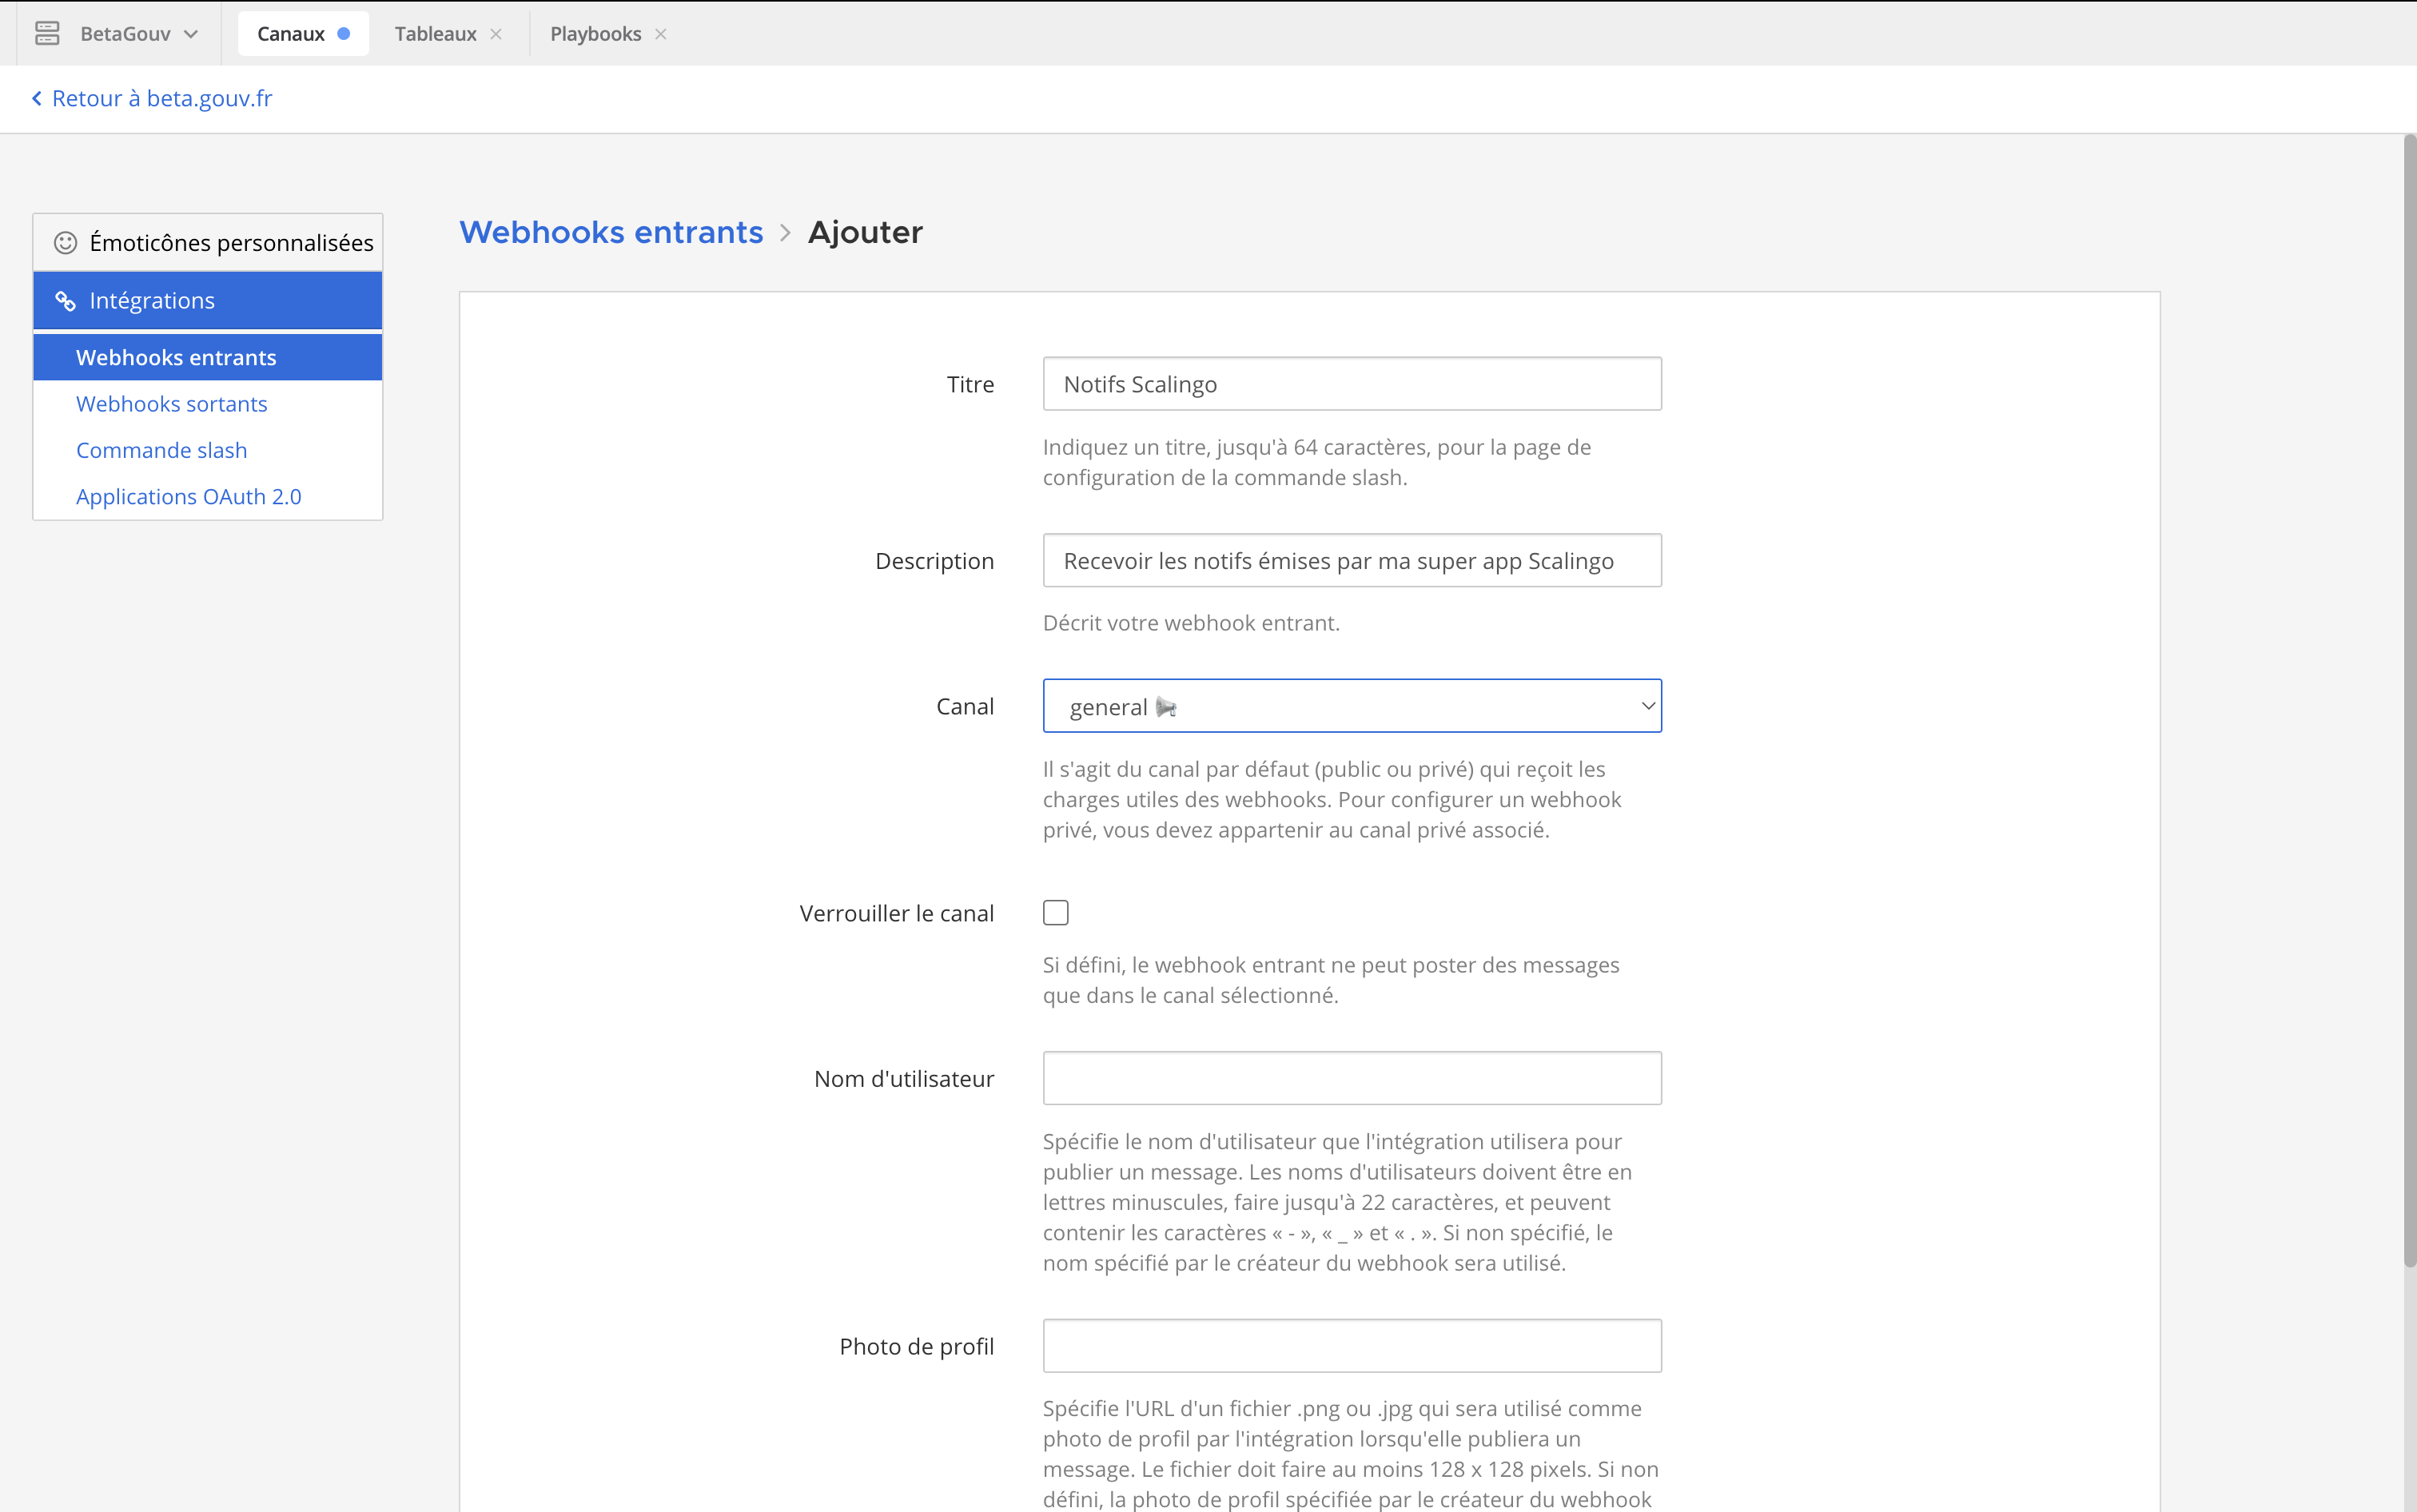 BetaGouv
Canaux
Tableaux
Playbooks
Retour à beta.gouv.fr
Émoticônes personnalisées
Intégrations
Webhooks entrants
Webhooks sortants
Commande slash
Applications OAuth 2.0
Webhooks entrants > Ajouter
Titre
Notifs Scalingo
Indiquez un titre, jusqu'à 64 caractères, pour la page de
configuration de la commande slash.
Description
Recevoir les notifs émises par ma super app Scalingo
Décrit votre webhook entrant.
Canal
general 📢
Il s'agit du canal par défaut (public ou privé) qui reçoit les
charges utiles des webhooks. Pour configurer un webhook
privé, vous devez appartenir au canal privé associé.
Verrouiller le canal
Si défini, le webhook entrant ne peut poster des messages
que dans le canal sélectionné.
Nom d'utilisateur
Spécifie le nom d'utilisateur que l'intégration utilisera pour
publier un message. Les noms d'utilisateurs doivent être en
lettres minuscules, faire jusqu'à 22 caractères, et peuvent
contenir les caractères « - », « _ » et « . ». Si non spécifié, le
nom spécifié par le créateur du webhook sera utilisé.
Photo de profil
Spécifie l'URL d'un fichier .png ou .jpg qui sera utilisé comme
photo de profil par l'intégration lorsqu'elle publiera un
message. Le fichier doit faire au moins 128 x 128 pixels. Si non
défini, la photo de profil spécifiée par le créateur du webhook